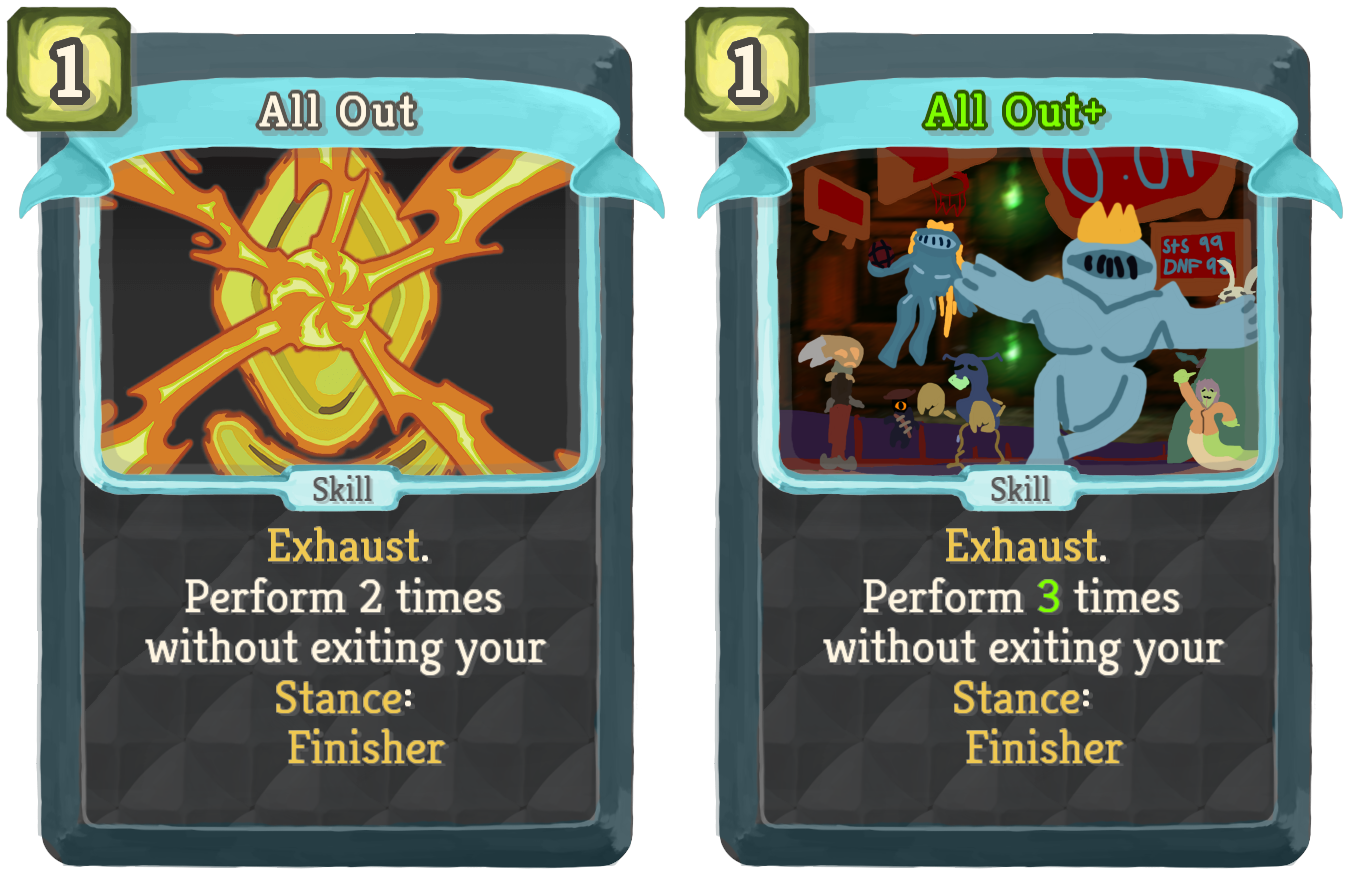 1
All Out
Skill
Exhaust.
Perform 2 times
without exiting your
Stance:
Finisher
1
All Out+
StS 99
DNF 98
Skill
Exhaust.
Perform 3 times
without exiting your
Stance:
Finisher